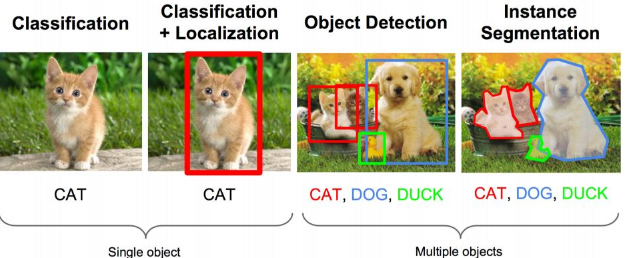 Classification
Classification
+ Localization
Object Detection
Instance
Segmentation
CAT
CAT
CAT, DOG, DUCK
CAT, DOG, DUCK
Single object
Multiple objects